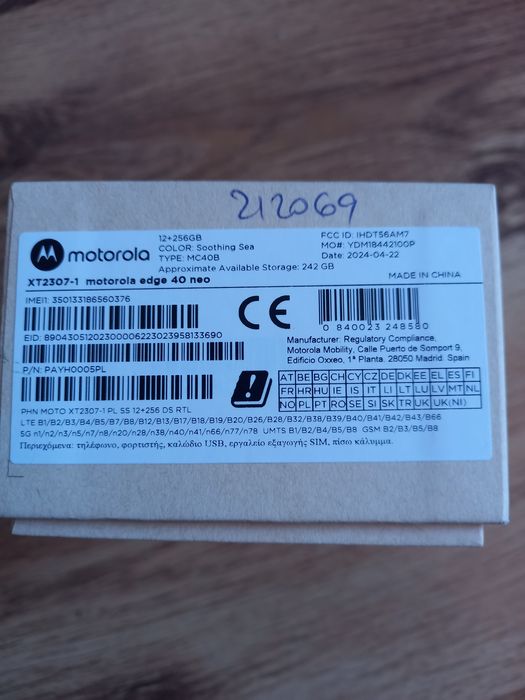 212069
motorola
12+256GB
COLOR: Soothing Sea
TYPE: MC40B
Approximate Available Storage: 242 GB
FCC ID: IHDT56AM7
MO#: YDM18442100P
Date: 2024-04-22
MADE IN CHINA
XT2307-1 motorola edge 40 neo
IMEI1: 350133186560376
EID: 89043051202300006223023958133690
P/N: PAYH0005PL
CE
0 840023 248580
Manufacturer: Regulatory Compliance,
Motorola Mobility, Calle Puerto de Somport 9,
Edificio Oxxeo, 1ª Planta, 28050 Madrid, Spain
AT BE BG CH CY CZ DE DK EE EL ES FI
FR HR HU IE IS IT LI LT LU LV MT NL
NO PL PT RO SE SI SK TR UK UK(NI)
PHN MOTO XT2307-1 PL SS 12+256 DS RTL
LTE B1/B2/B3/B4/B5/B7/B8/B12/B13/B17/B18/B19/B20/B26/B28/B32/B38/B39/B40/B41/B42/B43/B66
5G n1/n2/n3/n5/n7/n8/n20/n28/n38/n40/n41/n66/n77/n78 UMTS B1/B2/B4/B5/B8 GSM B2/B3/B5/B8
Περιεχόμενα: τηλέφωνο, φορτιστής, καλώδιο USB, εργαλείο εξαγωγής SIM, πίσω κάλυμμα.